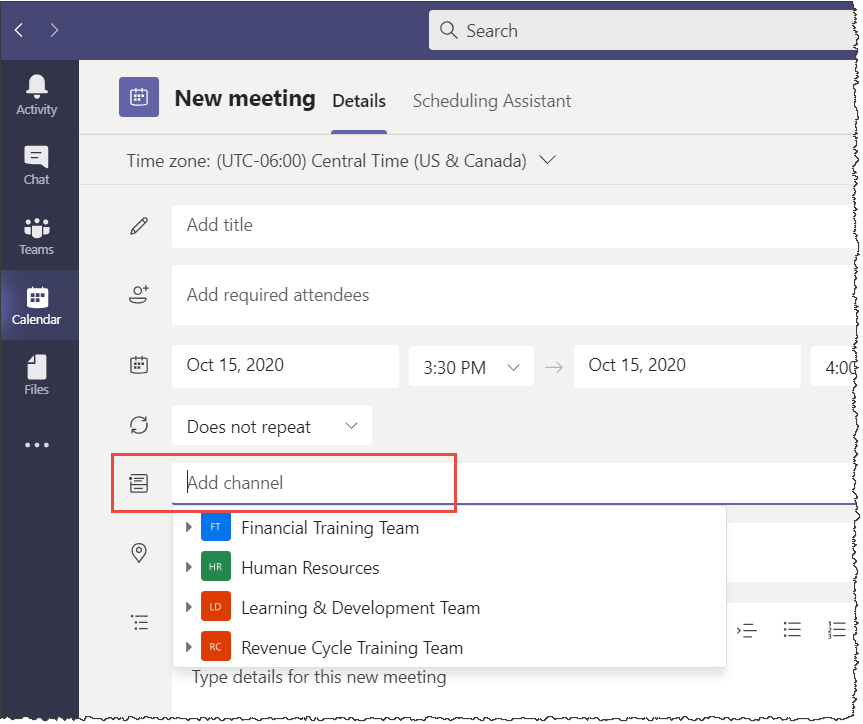 Search
Activity
Chat
Teams
Calendar
Files
New meeting Details Scheduling Assistant
Time zone: (UTC-06:00) Central Time (US & Canada)
Add title
Add required attendees
Oct 15, 2020 3:30 PM → Oct 15, 2020 4:00
Does not repeat
Add channel
FT Financial Training Team
HR Human Resources
LD Learning & Development Team
RC Revenue Cycle Training Team
Type details for this new meeting